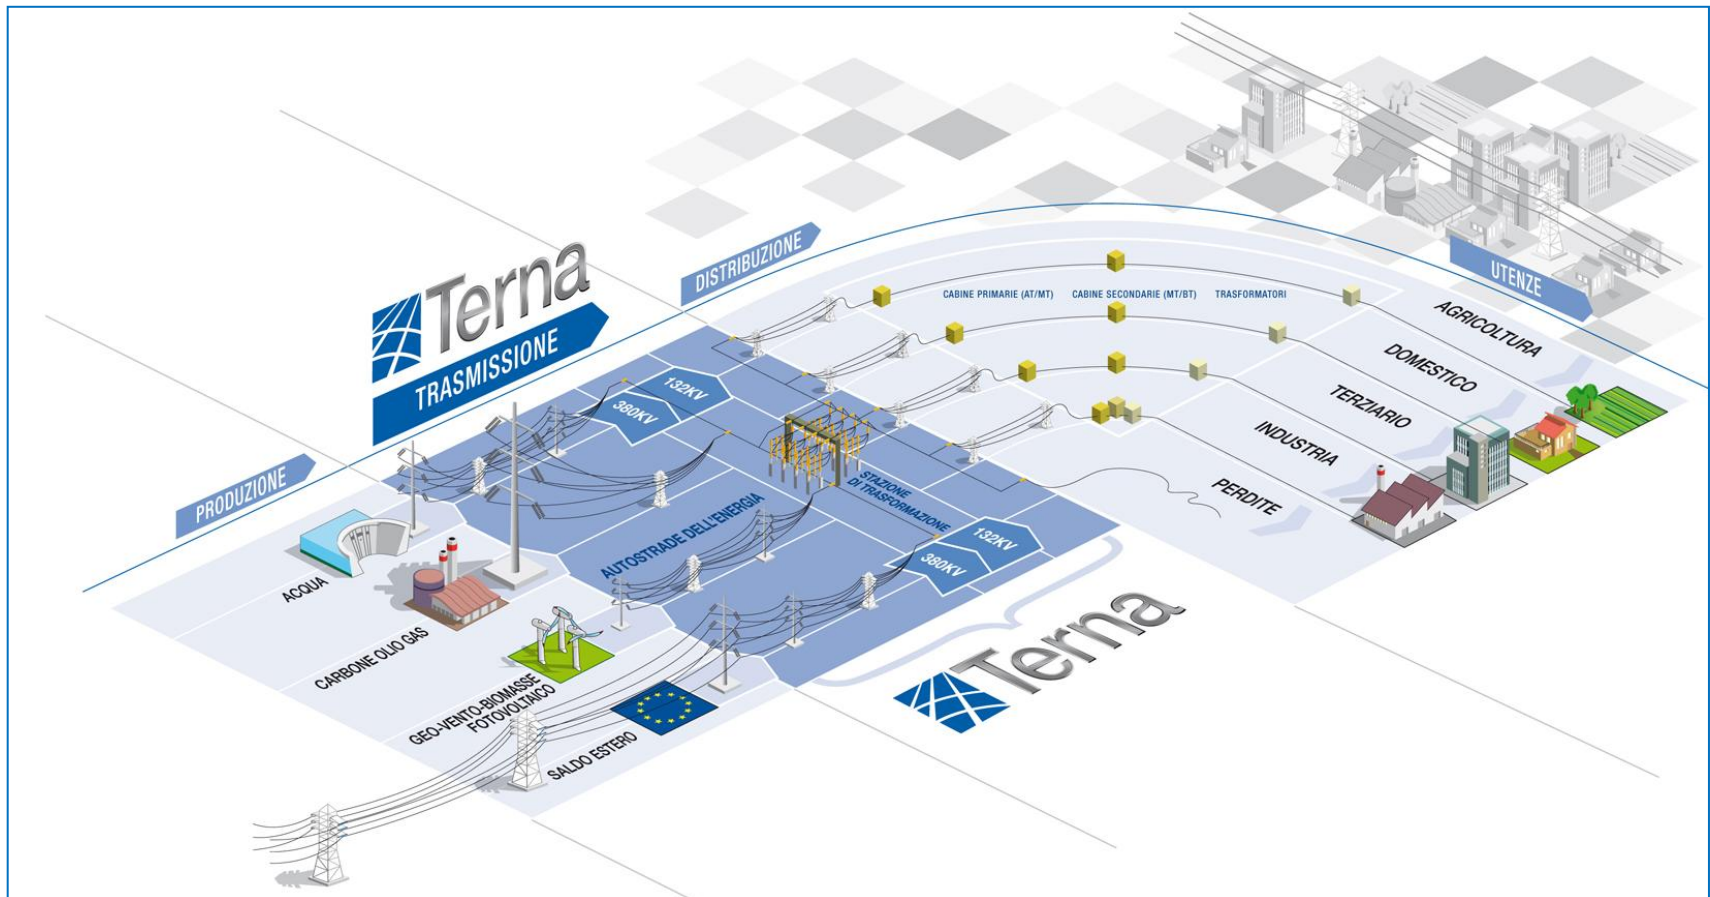 Terna
TRASMISSIONE
PRODUZIONE
DISTRIBUZIONE
UTENZE
CABINE PRIMARIE (AT/MT)
CABINE SECONDARIE (MT/BT)
TRASFORMATORI
AGRICOLTURA
DOMESTICO
TERZIARIO
INDUSTRIA
PERDITE
132KV
380KV
STAZIONE
DI TRASFORMAZIONE
AUTOSTRADE DELL'ENERGIA
132KV
380KV
ACQUA
CARBONE OLIO GAS
GEO-VENTO-BIOMASSE
FOTOVOLTAICO
SALDO ESTERO
Terna